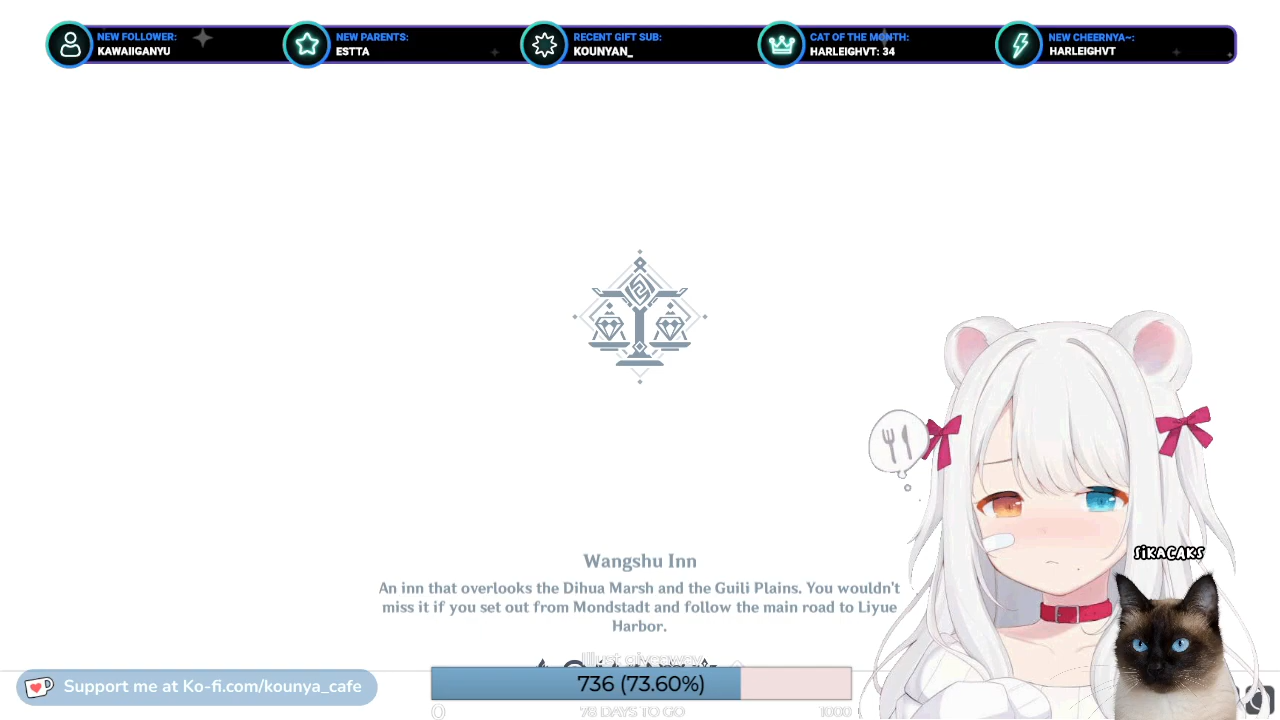 NEW FOLLOWER:
KAWAIIGANYU
NEW PARENTS:
ESTTA
RECENT GIFT SUB:
KOUNYAN_
CAT OF THE MONTH:
HARLEIGHVT: 34
NEW CHEERNYA~:
HARLEIGHVT
SiKACAKS
Wangshu Inn
An inn that overlooks the Dihua Marsh and the Guili Plains. You wouldn't
miss it if you set out from Mondstadt and follow the main road to Liyue
Harbor.
Illust giveaway
Support me at Ko-fi.com/kounya_cafe
736 (73.60%)
0
78 DAYS TO GO
1000